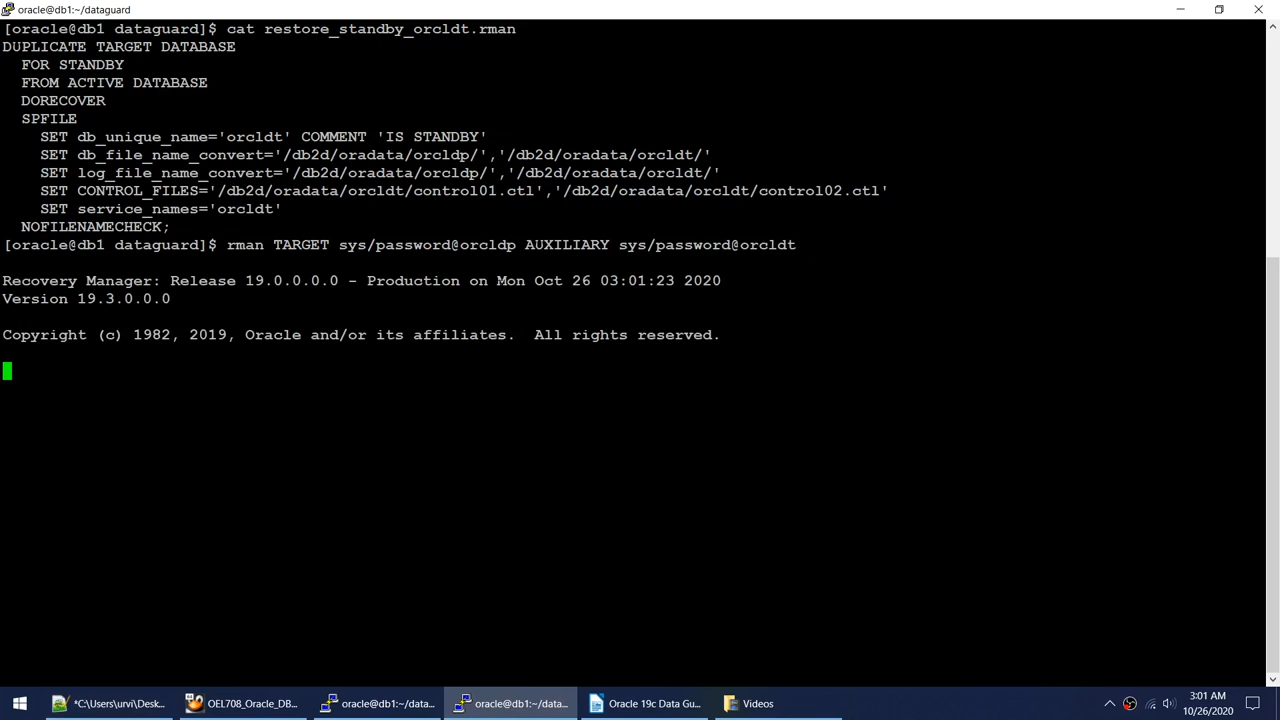 oracle@db1:~/dataguard
[oracle@db1 dataguard]$ cat restore_standby_orcldt.rman
DUPLICATE TARGET DATABASE
  FOR STANDBY
  FROM ACTIVE DATABASE
  DORECOVER
  SPFILE
    SET db_unique_name='orcldt' COMMENT 'IS STANDBY'
    SET db_file_name_convert='/db2d/oradata/orcldp/','/db2d/oradata/orcldt/'
    SET log_file_name_convert='/db2d/oradata/orcldp/','/db2d/oradata/orcldt/'
    SET CONTROL_FILES='/db2d/oradata/orcldt/control01.ctl','/db2d/oradata/orcldt/control02.ctl'
    SET service_names='orcldt'
  NOFILENAMECHECK;
[oracle@db1 dataguard]$ rman TARGET sys/password@orcldp AUXILIARY sys/password@orcldt
Recovery Manager: Release 19.0.0.0.0 - Production on Mon Oct 26 03:01:23 2020
Version 19.3.0.0.0
Copyright (c) 1982, 2019, Oracle and/or its affiliates.  All rights reserved.
*C:\Users\urvi\Desk... OEL708_Oracle_DB... oracle@db1:~/data... oracle@db1:~/data... Oracle 19c Data Gu... Videos
3:01 AM
10/26/2020